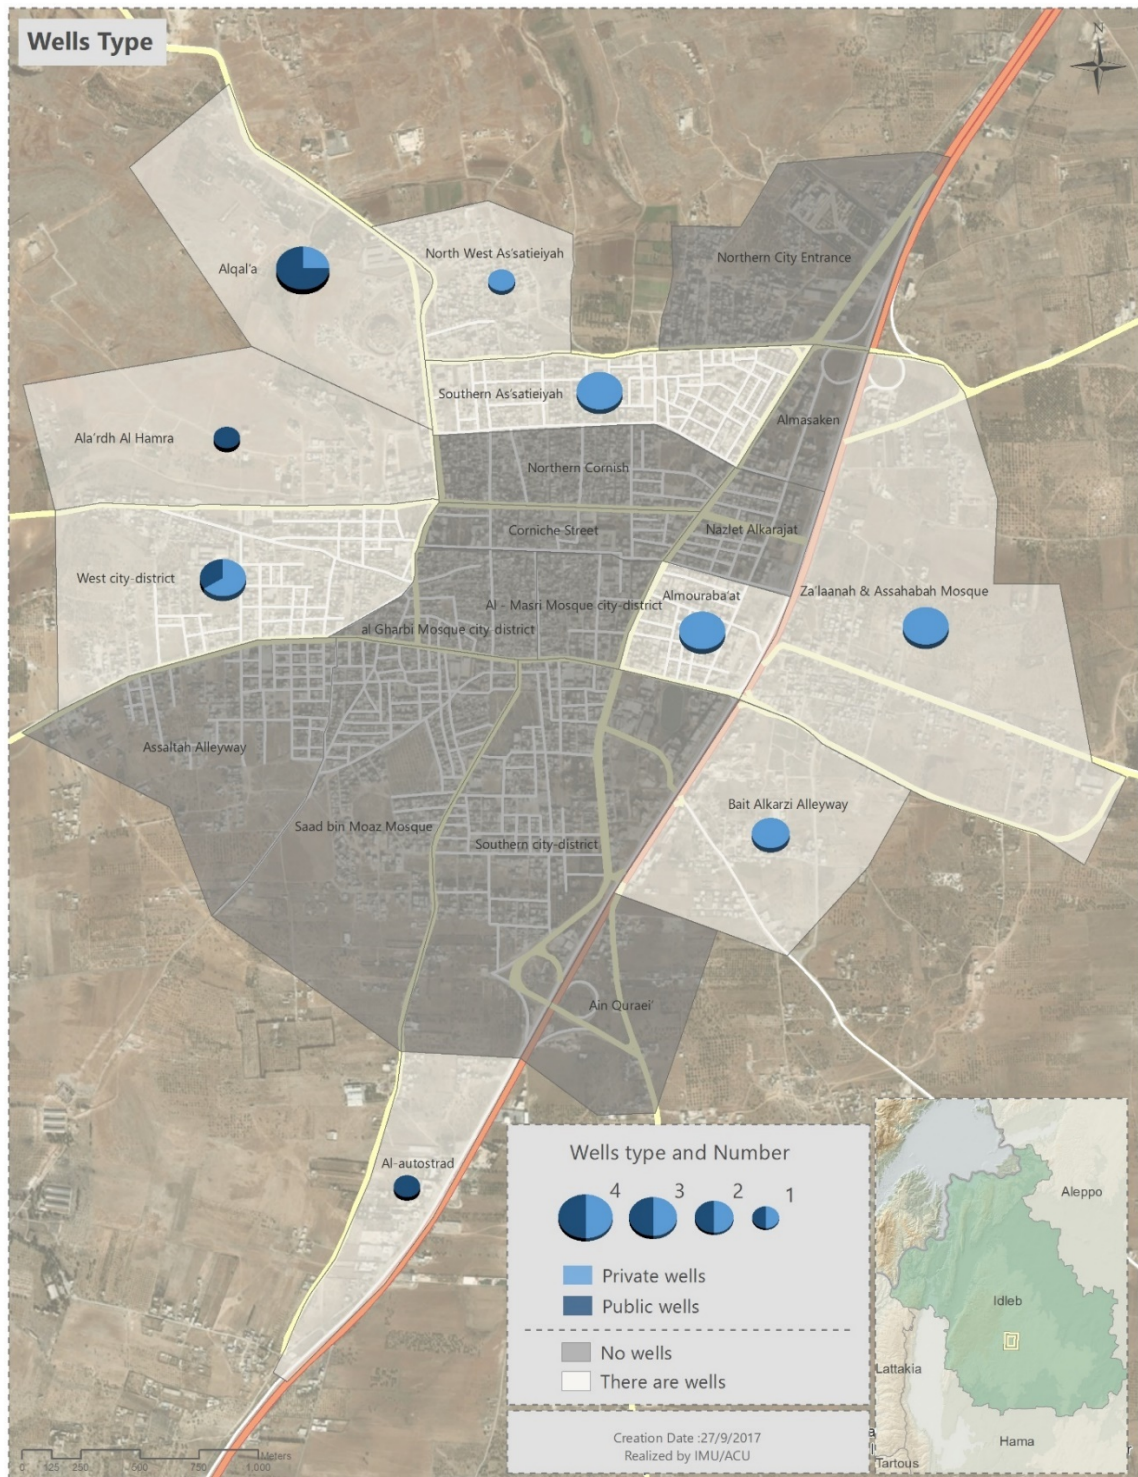 Wells Type
N
North West As'satieiyah
Northern City Entrance
Alqal'a
Southern As'satieiyah
Almasaken
Ala'rdh Al Hamra
Northern Cornish
Corniche Street
Nazlet Alkarajat
West city-district
Al - Masri Mosque city-district
Almouraba'at
Za'laanah & Assahabah Mosque
al Gharbi Mosque city-district
Assaltah Alleyway
Bait Alkarzi Alleyway
Saad bin Moaz Mosque
Southern city-district
Ain Quraei'
Al-autostrad
Wells type and Number
4 3 2 1
Private wells
Public wells
No wells
There are wells
Creation Date :27/9/2017
Realized by IMU/ACU
Aleppo
Idleb
Lattakia
Hama
Tartous
0 125 250 500 750 1,000
Meters